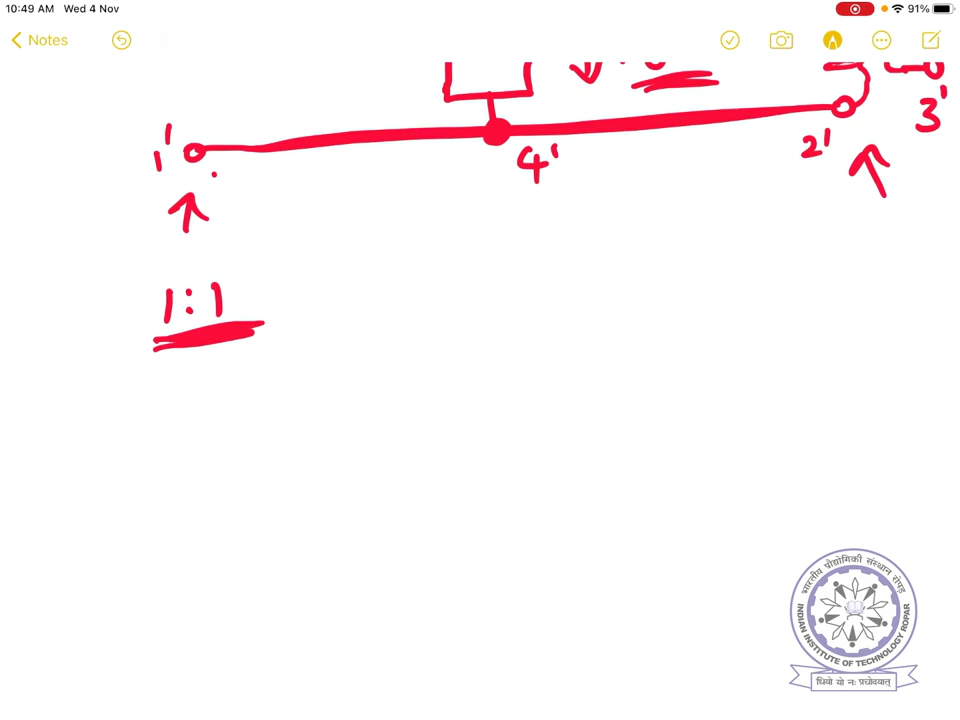 10:49 AM Wed 4 Nov
91%
Notes
1'
4'
2'
3'
1:1
भारतीय प्रौद्योगिकी संस्थान रोपड़
INDIAN INSTITUTE OF TECHNOLOGY ROPAR
धियो यो नः प्रचोदयात्